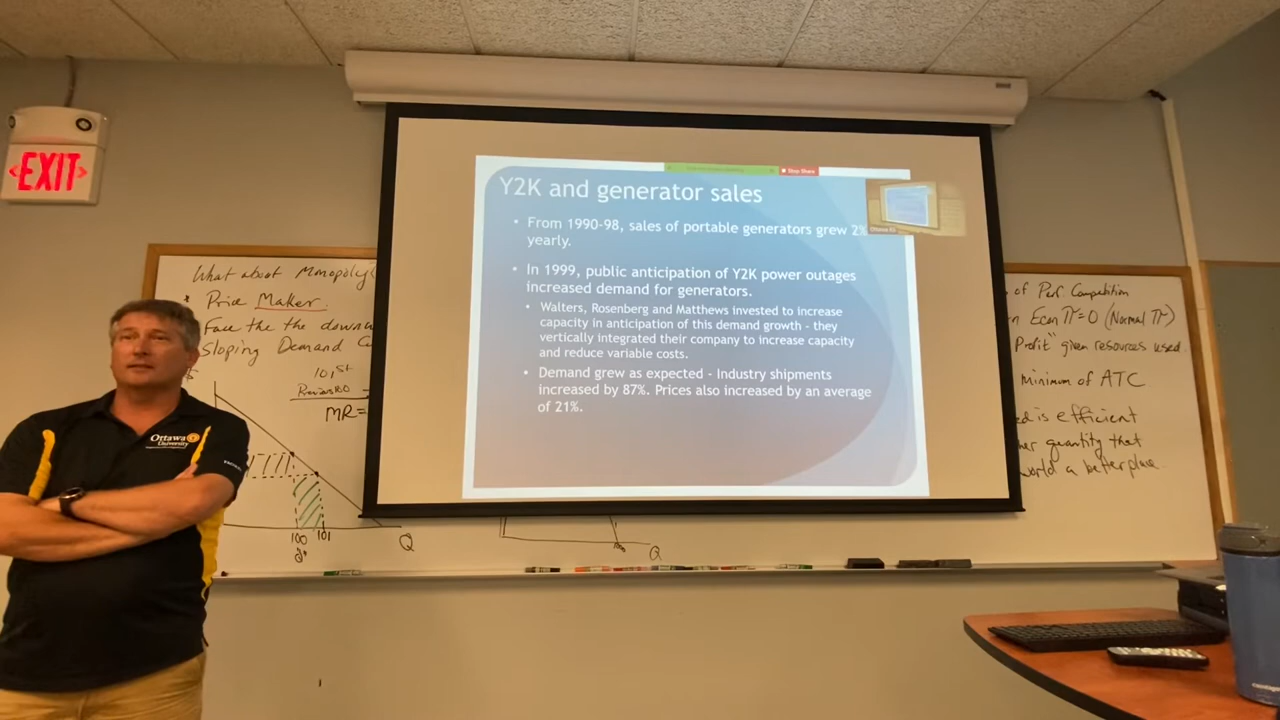 EXIT
Stop Share
Y2K and generator sales
• From 1990-98, sales of portable generators grew 2%
yearly.
• In 1999, public anticipation of Y2K power outages
increased demand for generators.
• Walters, Rosenberg and Matthews invested to increase
capacity in anticipation of this demand growth - they
vertically integrated their company to increase capacity
and reduce variable costs.
• Demand grew as expected - Industry shipments
increased by 87%. Prices also increased by an average
of 21%.
What about Monopoly
* Price Maker.
Face the the down
Sloping Demand
101st
MR=
100
101
Q
Q
Ottawa
University
of Perf Competition
Econ π = 0 (Normal π)
Profit" given resources used.
Minimum of ATC
is efficient
quantity that
world a better place.